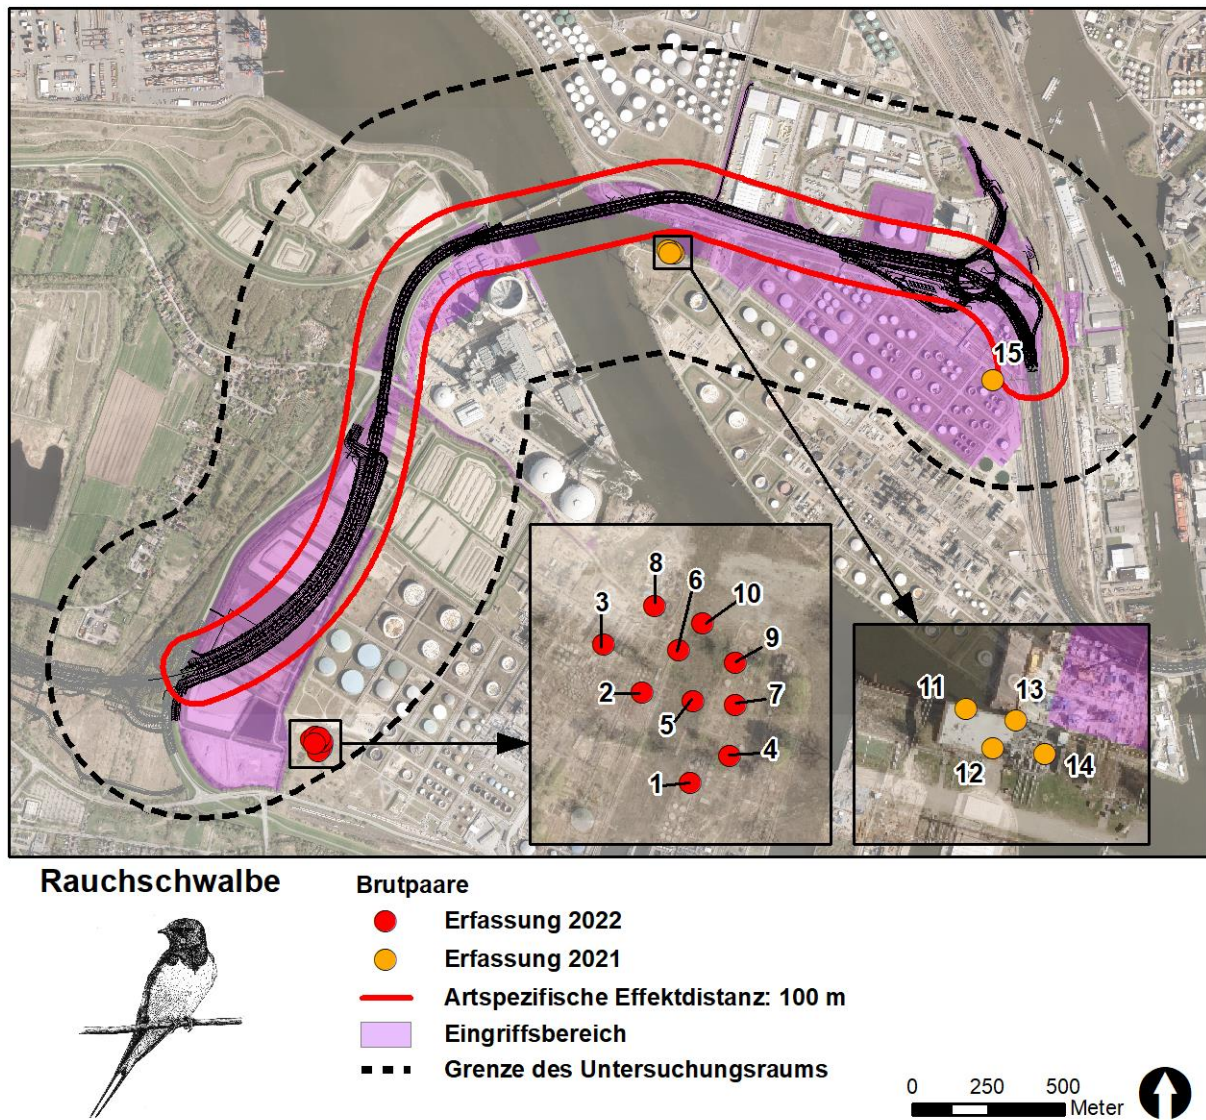 15
8
6
10
3
9
2
7
5
4
1
11
13
12
14
Rauchschwalbe
Brutpaare
Erfassung 2022
Erfassung 2021
Artspezifische Effektdistanz: 100 m
Eingriffsbereich
Grenze des Untersuchungsraums
0 250 500
Meter